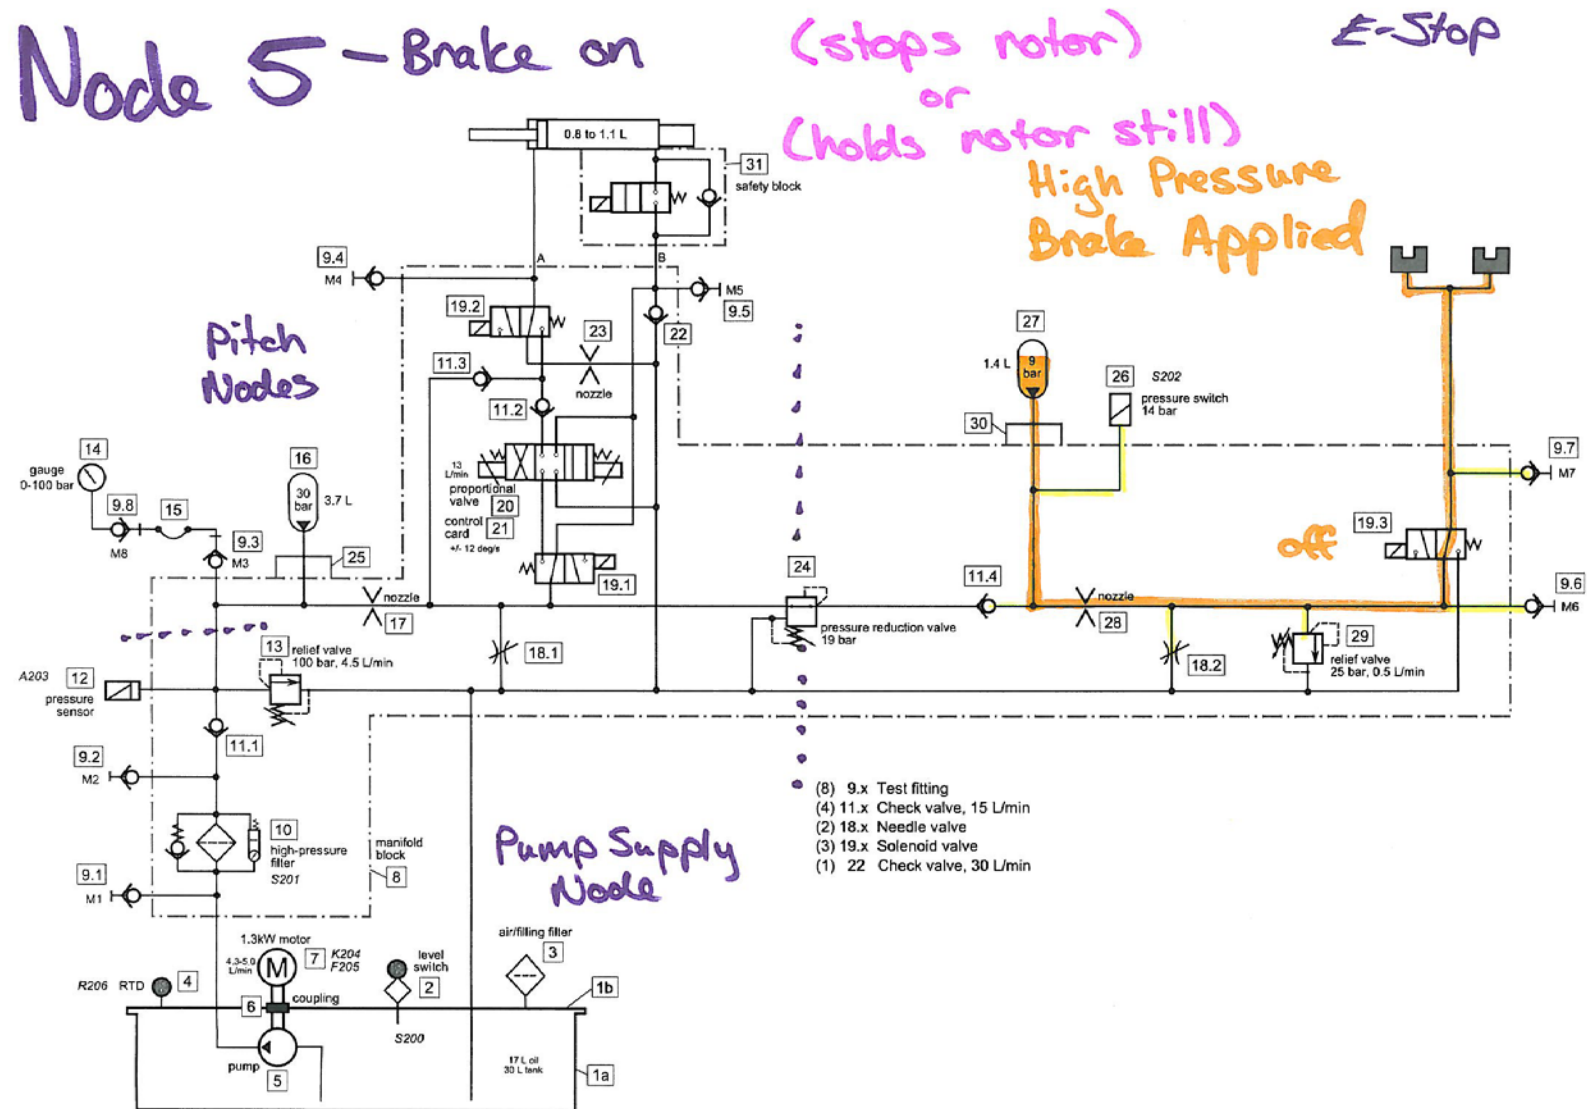 Node 5 - Brake on
(stops rotor)
or
(holds rotor still)
E-Stop
High Pressure
Brake Applied
0.8 to 1.1 L
31
safety block
A
B
9.4
M4
M5
9.5
19.2
23
22
nozzle
11.3
11.2
Pitch
Nodes
27
1.4 L
9
bar
26
S202
pressure switch
14 bar
30
9.7
M7
14
gauge
0-100 bar
9.8
M8
15
16
30
bar
3.7 L
9.3
M3
25
13
L/min
proportional
valve
20
control
card
21
+/- 12 deg/s
19.1
off
19.3
24
pressure reduction valve
19 bar
11.4
nozzle
28
9.6
M6
nozzle
17
18.1
18.2
29
relief valve
25 bar, 0.5 L/min
13
relief valve
100 bar, 4.5 L/min
A203
12
pressure
sensor
11.1
9.2
M2
10
high-pressure
filter
S201
manifold
block
8
9.1
M1
Pump Supply
Node
(8) 9.x Test fitting
(4) 11.x Check valve, 15 L/min
(2) 18.x Needle valve
(3) 19.x Solenoid valve
(1) 22 Check valve, 30 L/min
1.3kW motor
4.3-5.0
L/min
M
7
K204
F205
level
switch
2
S200
air/filling filter
3
R206 RTD
4
6
coupling
1b
pump
5
17 L oil
30 L tank
1a